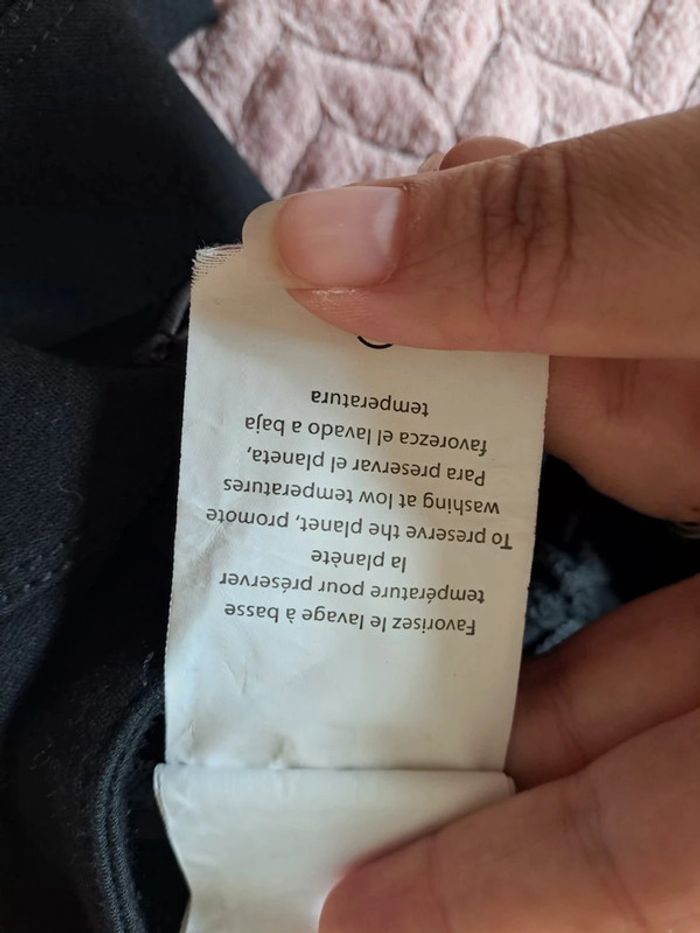 Favorisez le lavage à basse
température pour préserver
la planète
To preserve the planet, promote
washing at low temperatures
Para preservar el planeta,
favorezca el lavado a baja
temperatura